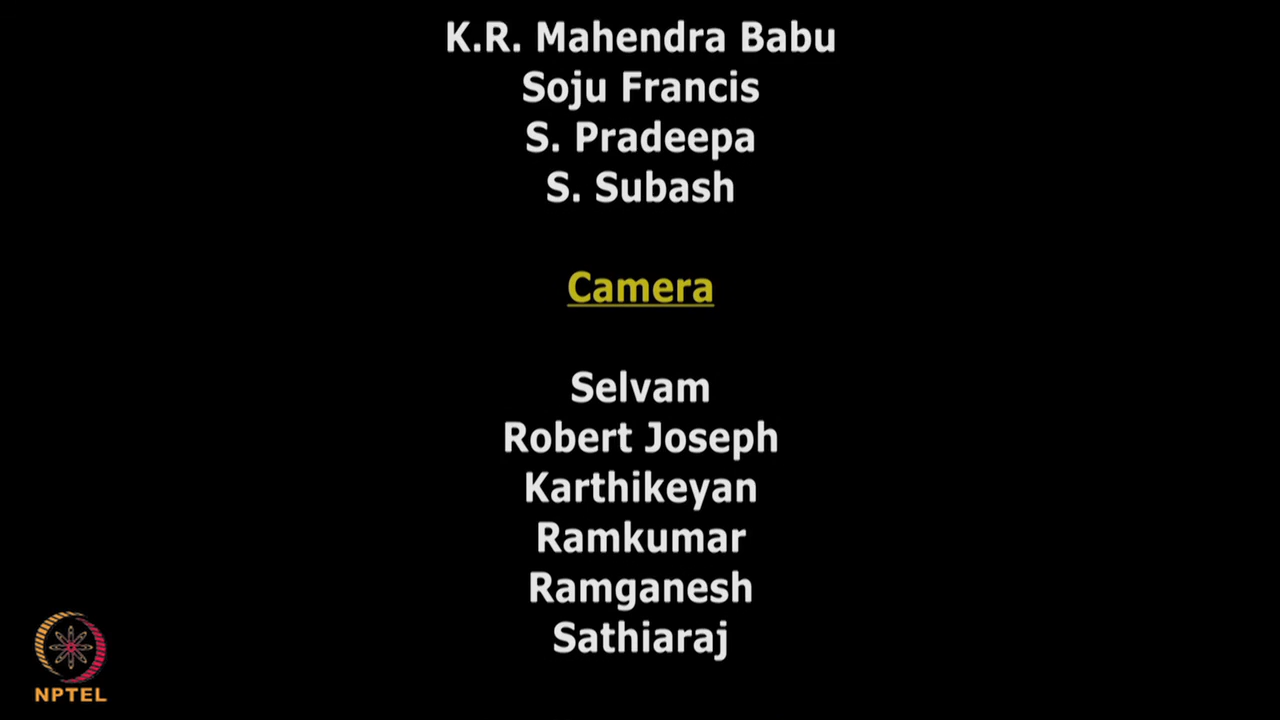 K.R. Mahendra Babu
Soju Francis
S. Pradeepa
S. Subash
Camera
Selvam
Robert Joseph
Karthikeyan
Ramkumar
Ramganesh
Sathiaraj
NPTEL